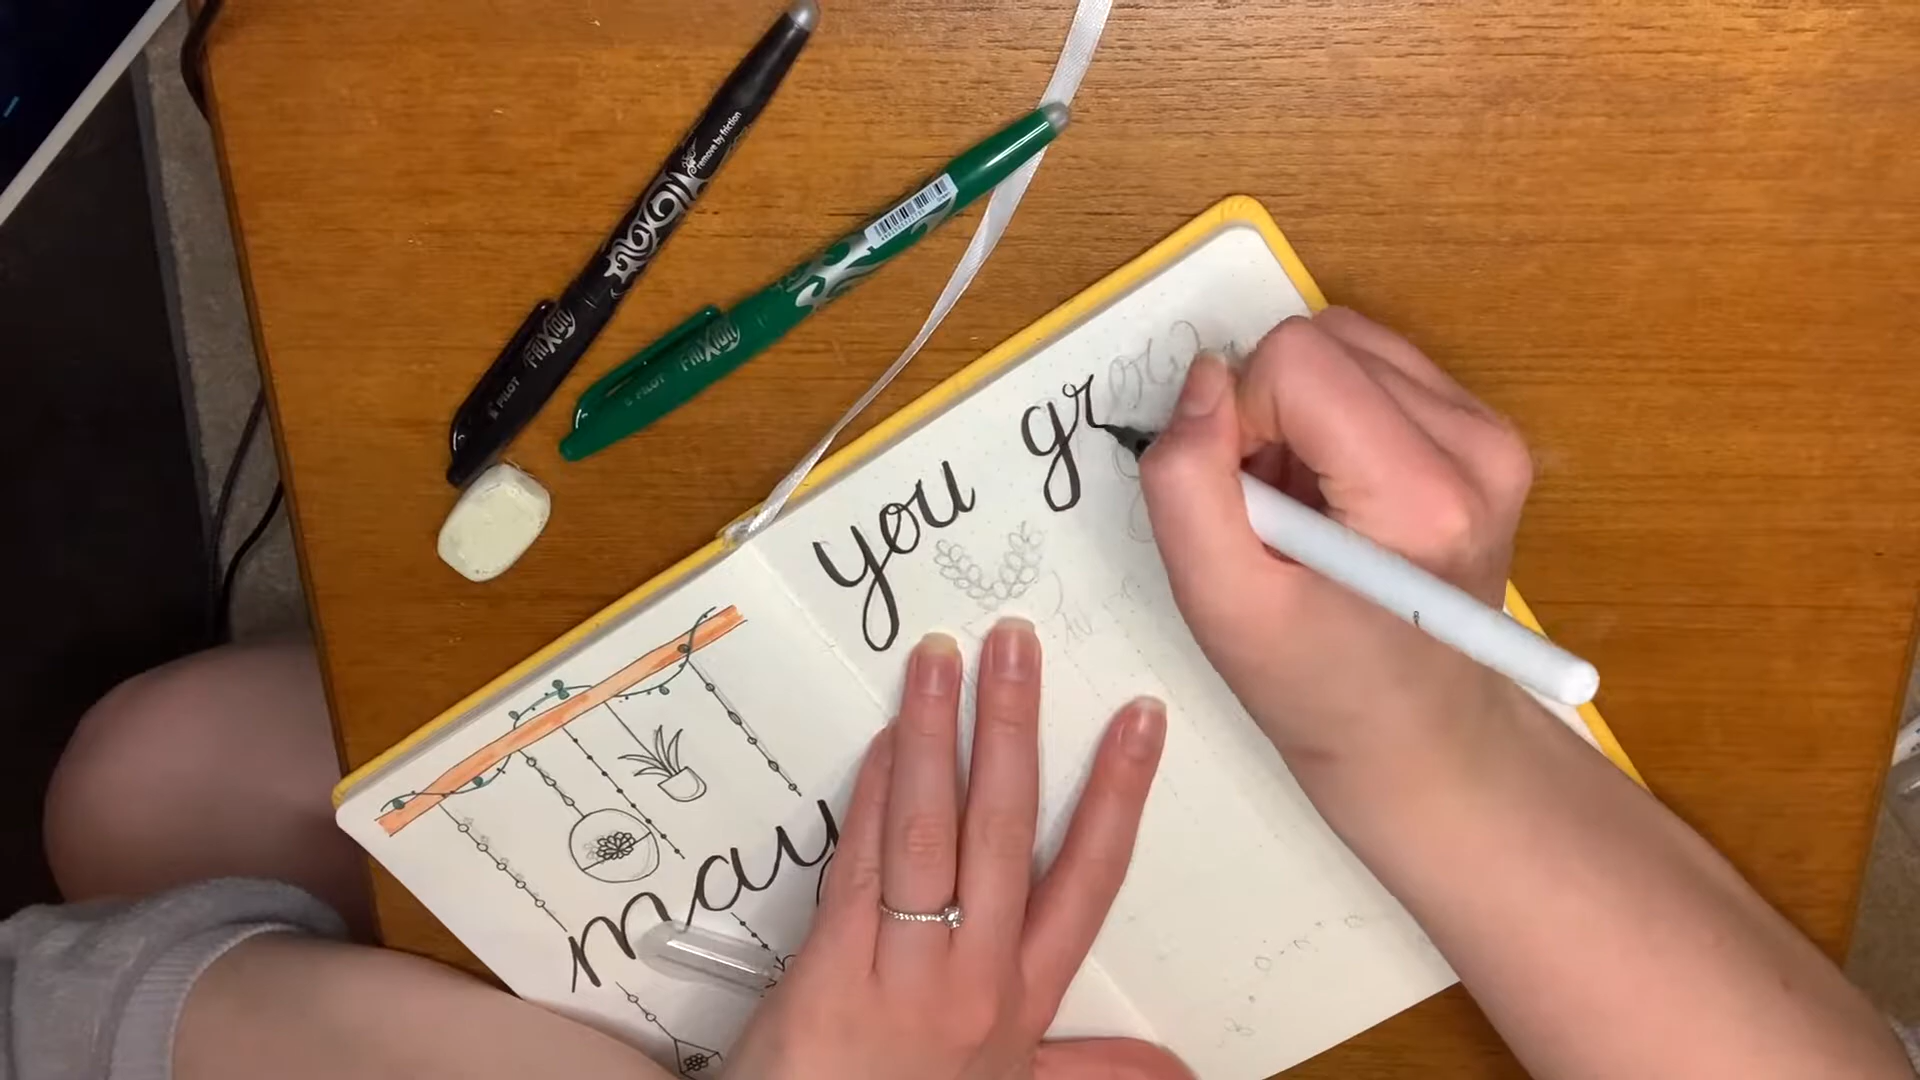 remove by friction
FRIXION
PILOT
FRIXION
PILOT
you gr
may